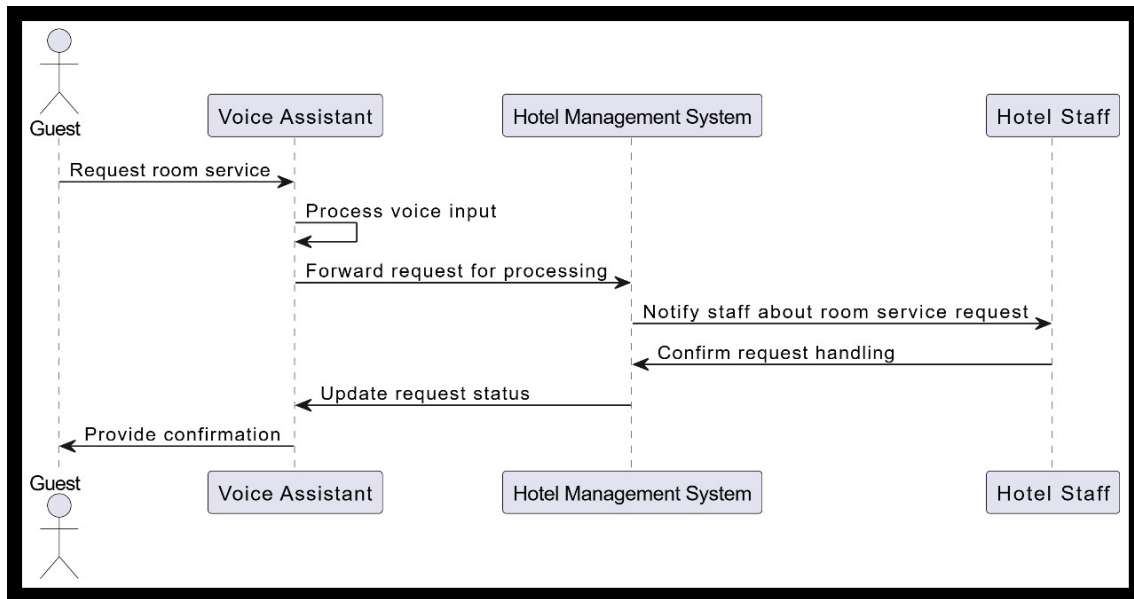 Guest
Voice Assistant
Hotel Management System
Hotel Staff
Request room service
Process voice input
Forward request for processing
Notify staff about room service request
Confirm request handling
Update request status
Provide confirmation
Guest
Voice Assistant
Hotel Management System
Hotel Staff